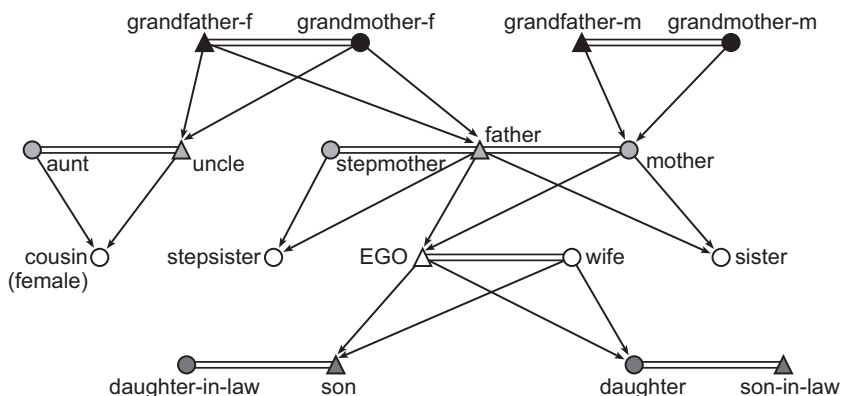 grandfather-f grandmother-f grandfather-m grandmother-m
father
aunt uncle stepmother mother
cousin
(female)
stepsister EGO wife sister
daughter-in-law son daughter son-in-law